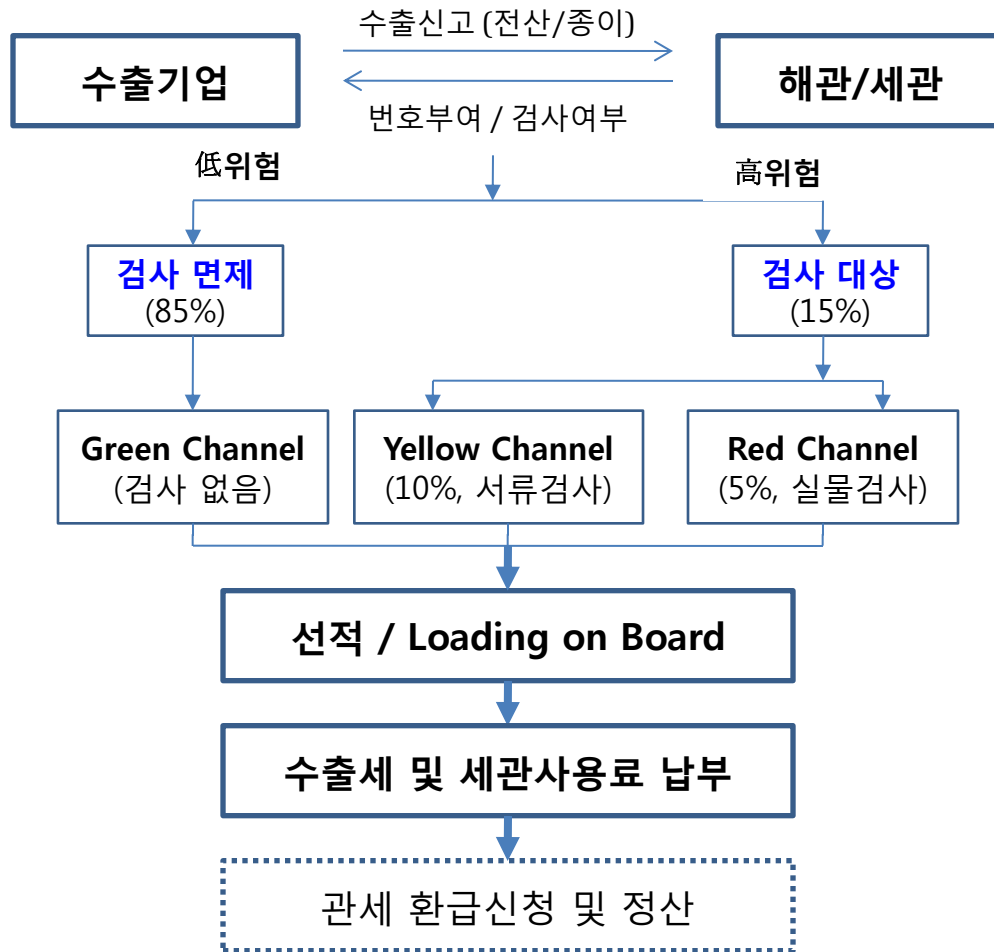 수출신고 (전산/종이)
수출기업
해관/세관
번호부여 / 검사여부
低위험
高위험
검사 면제
(85%)
검사 대상
(15%)
Green Channel
(검사 없음)
Yellow Channel
(10%, 서류검사)
Red Channel
(5%, 실물검사)
선적 / Loading on Board
수출세 및 세관사용료 납부
관세 환급신청 및 정산